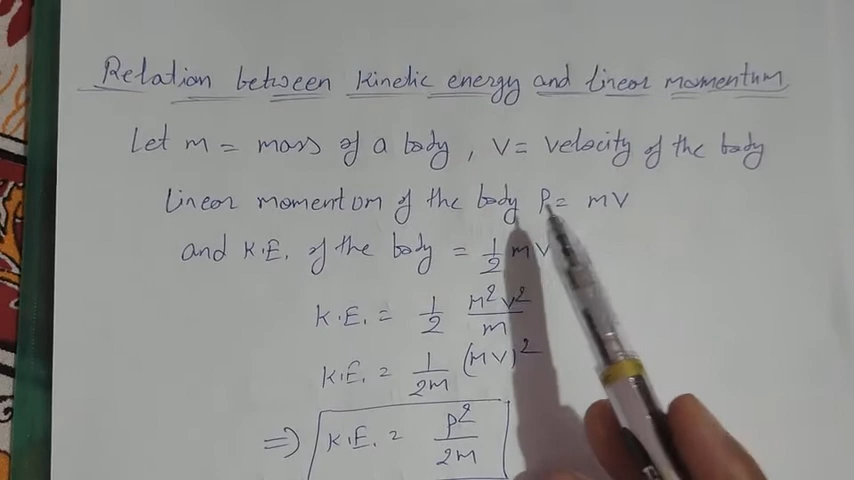 Relation between Kinetic energy and linear momentum
Let m = mass of a body, v = velocity of the body
linear momentum of the body P = mv
and K.E. of the body = 1/2 m v
K.E. = 1/2 m²v²/m
K.E. = 1/2m (mv)²
⇒ K.E. = P²/2m